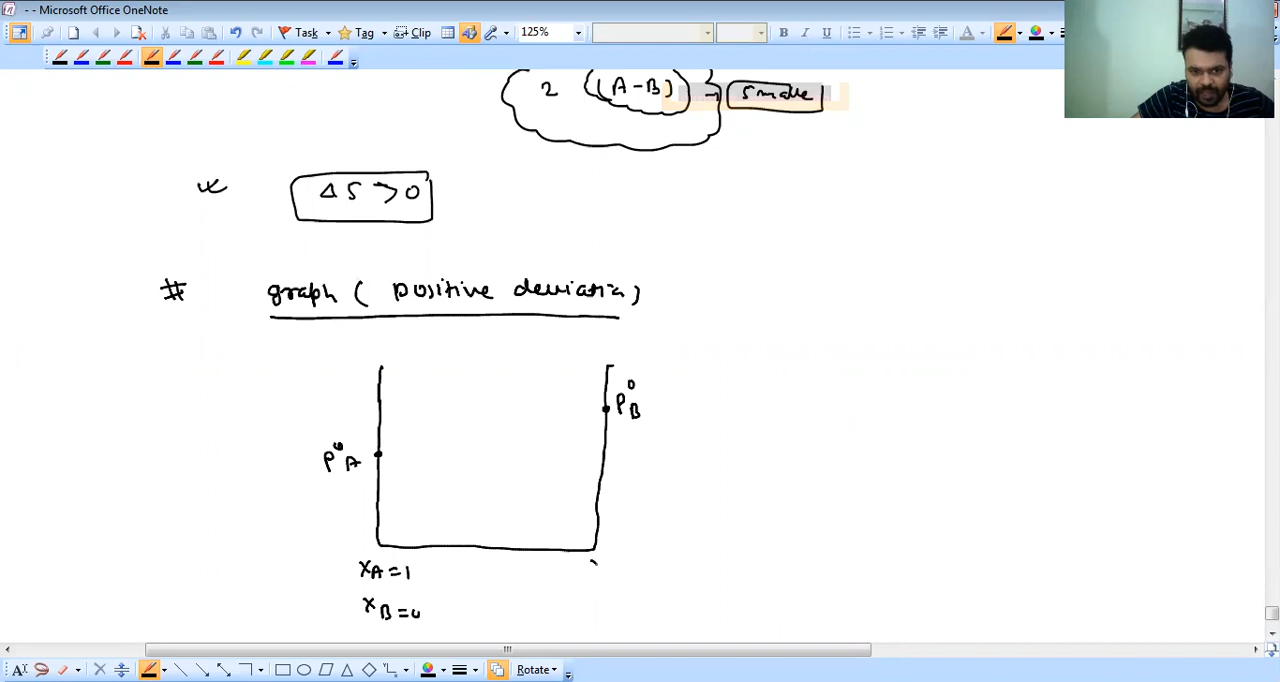 - - Microsoft Office OneNote
Task Tag Clip 125% B I U
2 (A-B) → smaller
* ΔS > 0
# graph ( positive deviation)
P°B
P°A
xA = 1
xB = 0
Rotate